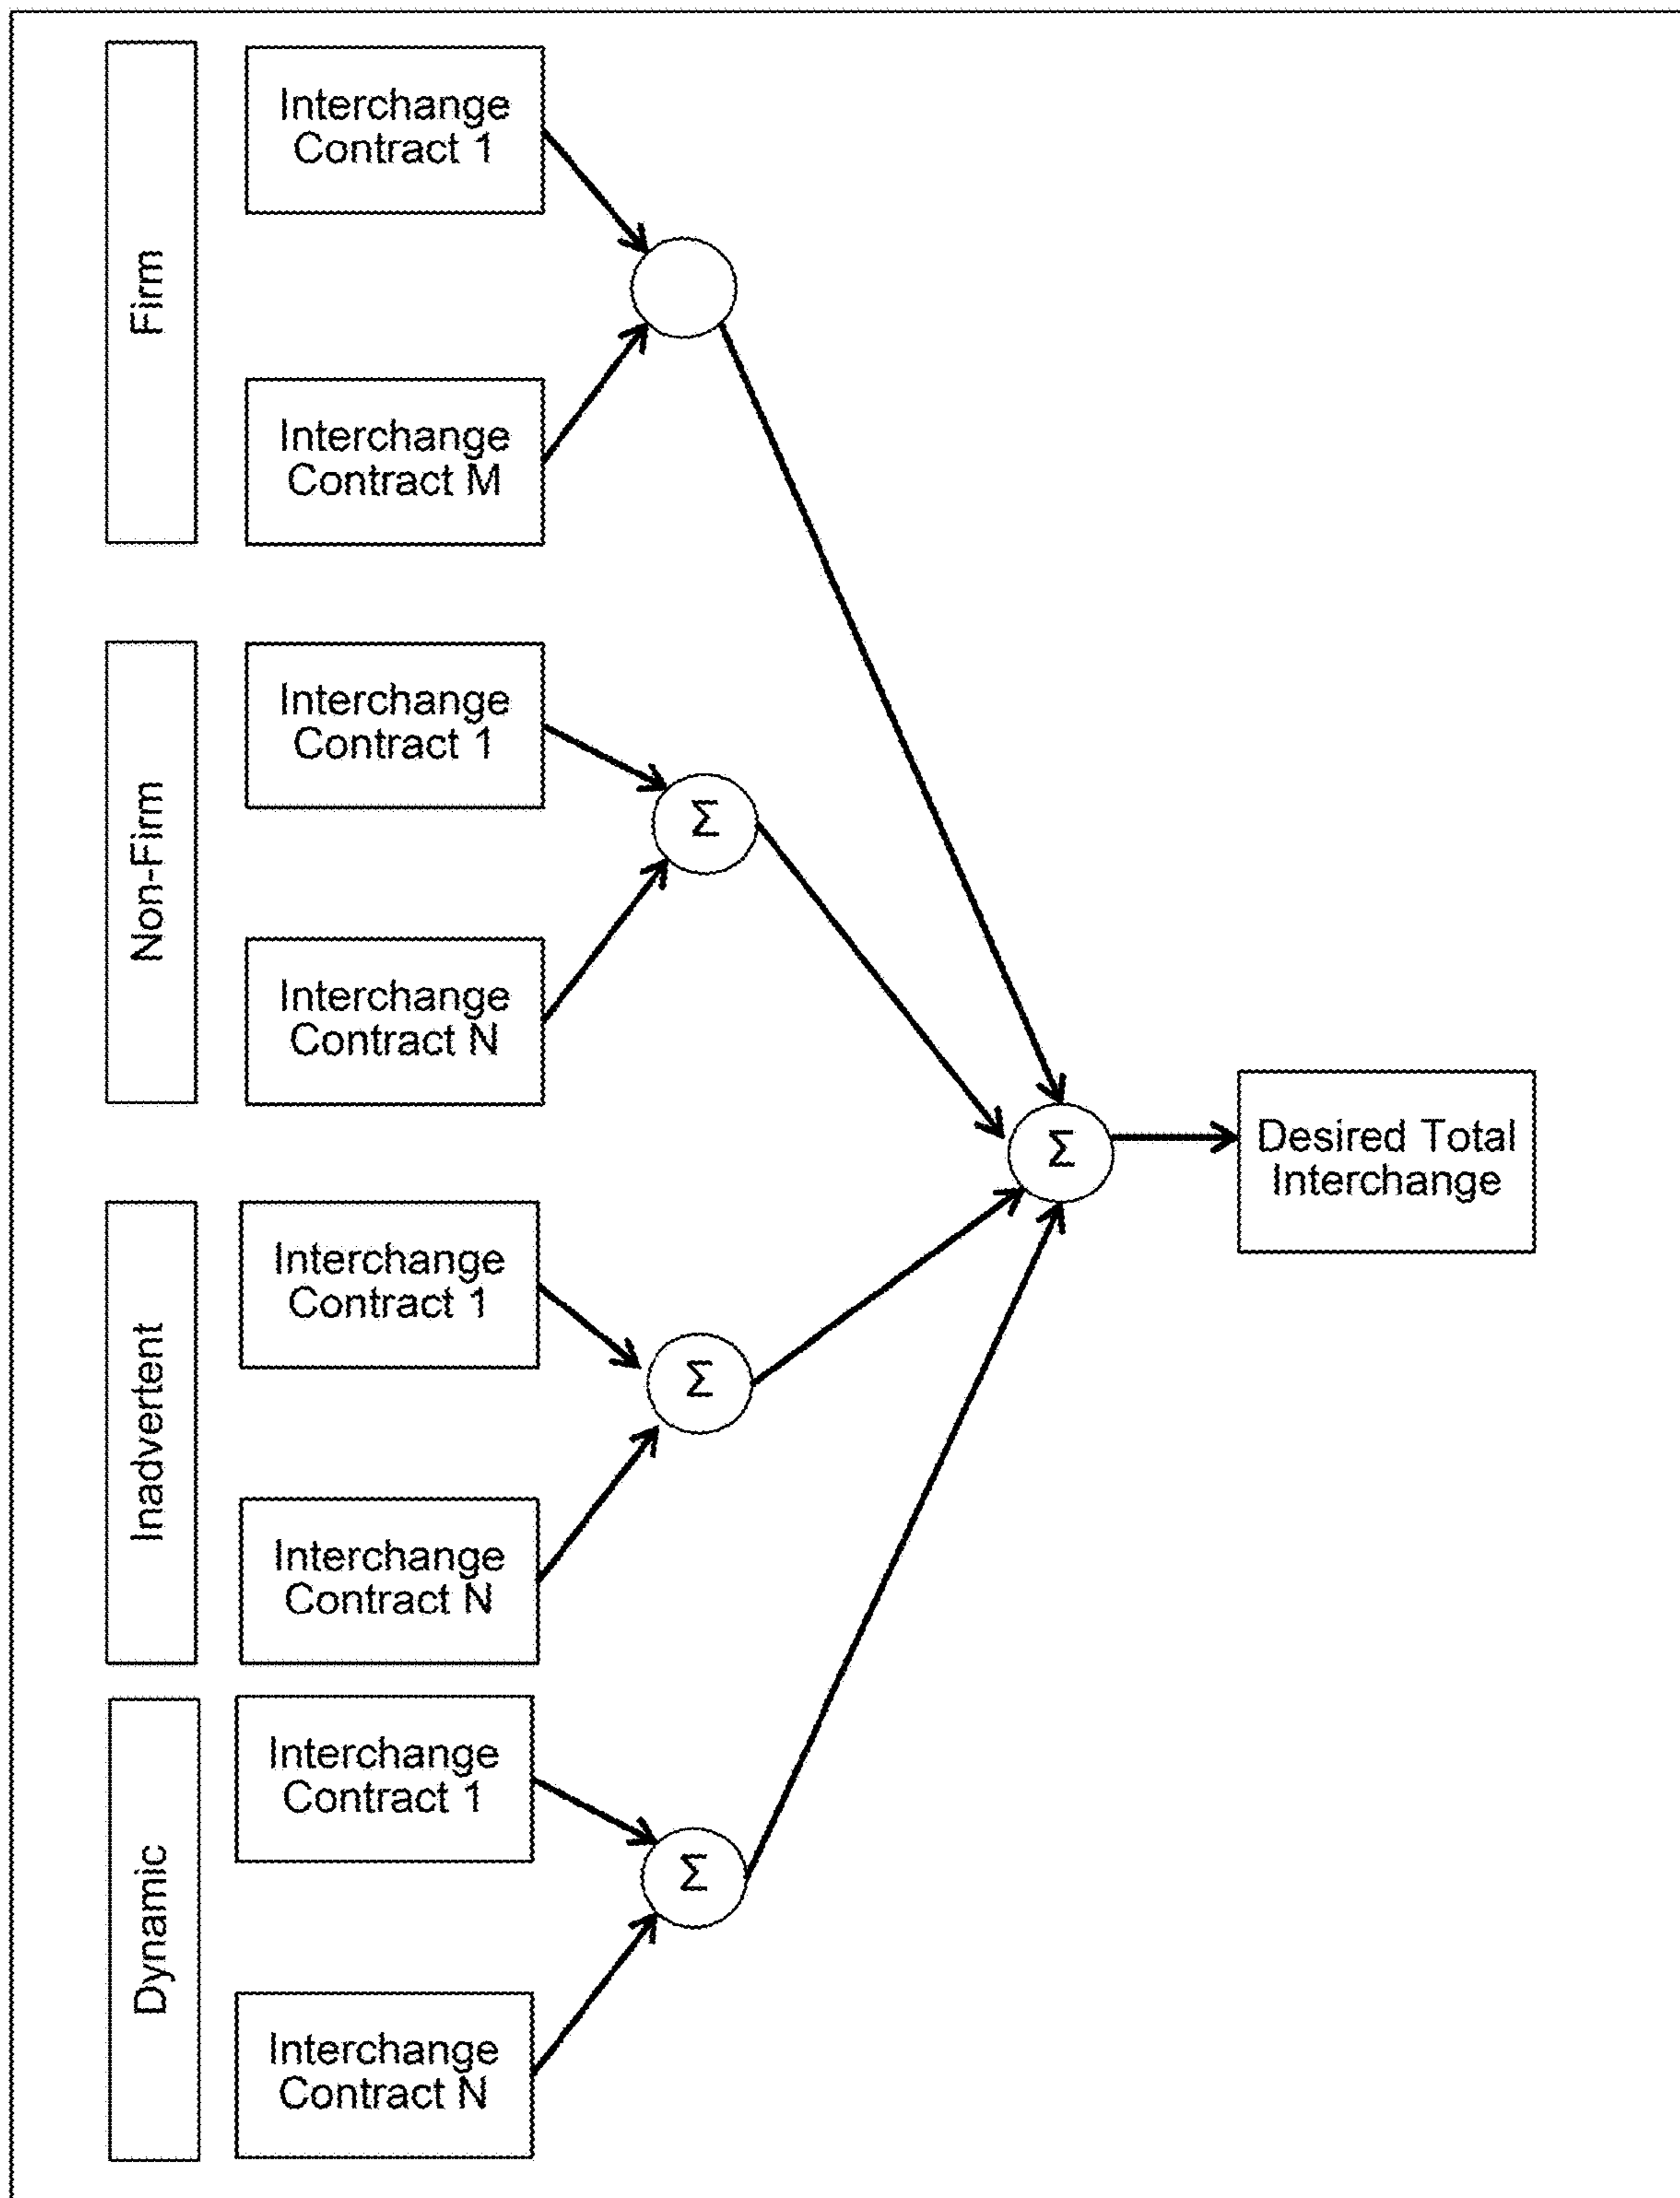 Firm
Interchange
Contract 1
Interchange
Contract M
Non-Firm
Interchange
Contract 1
Σ
Interchange
Contract N
Σ
Desired Total
Interchange
Inadvertent
Interchange
Contract 1
Σ
Interchange
Contract N
Dynamic
Interchange
Contract 1
Σ
Interchange
Contract N